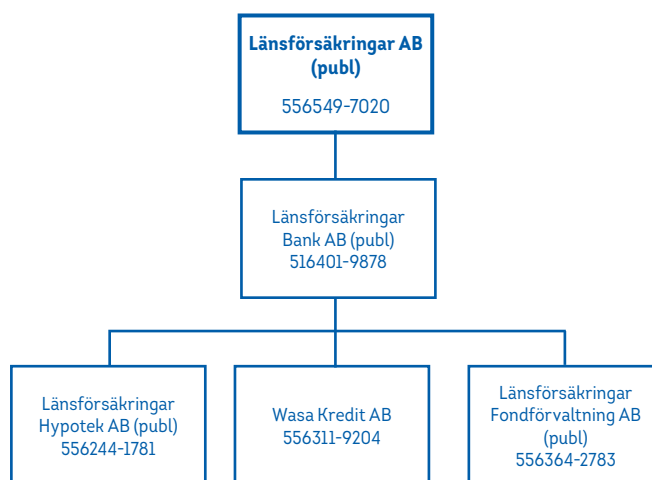 Länsförsäkringar AB
(publ)
556549-7020
Länsförsäkringar
Bank AB (publ)
516401-9878
Länsförsäkringar
Hypotek AB (publ)
556244-1781
Wasa Kredit AB
556311-9204
Länsförsäkringar
Fondförvaltning AB
(publ)
556364-2783